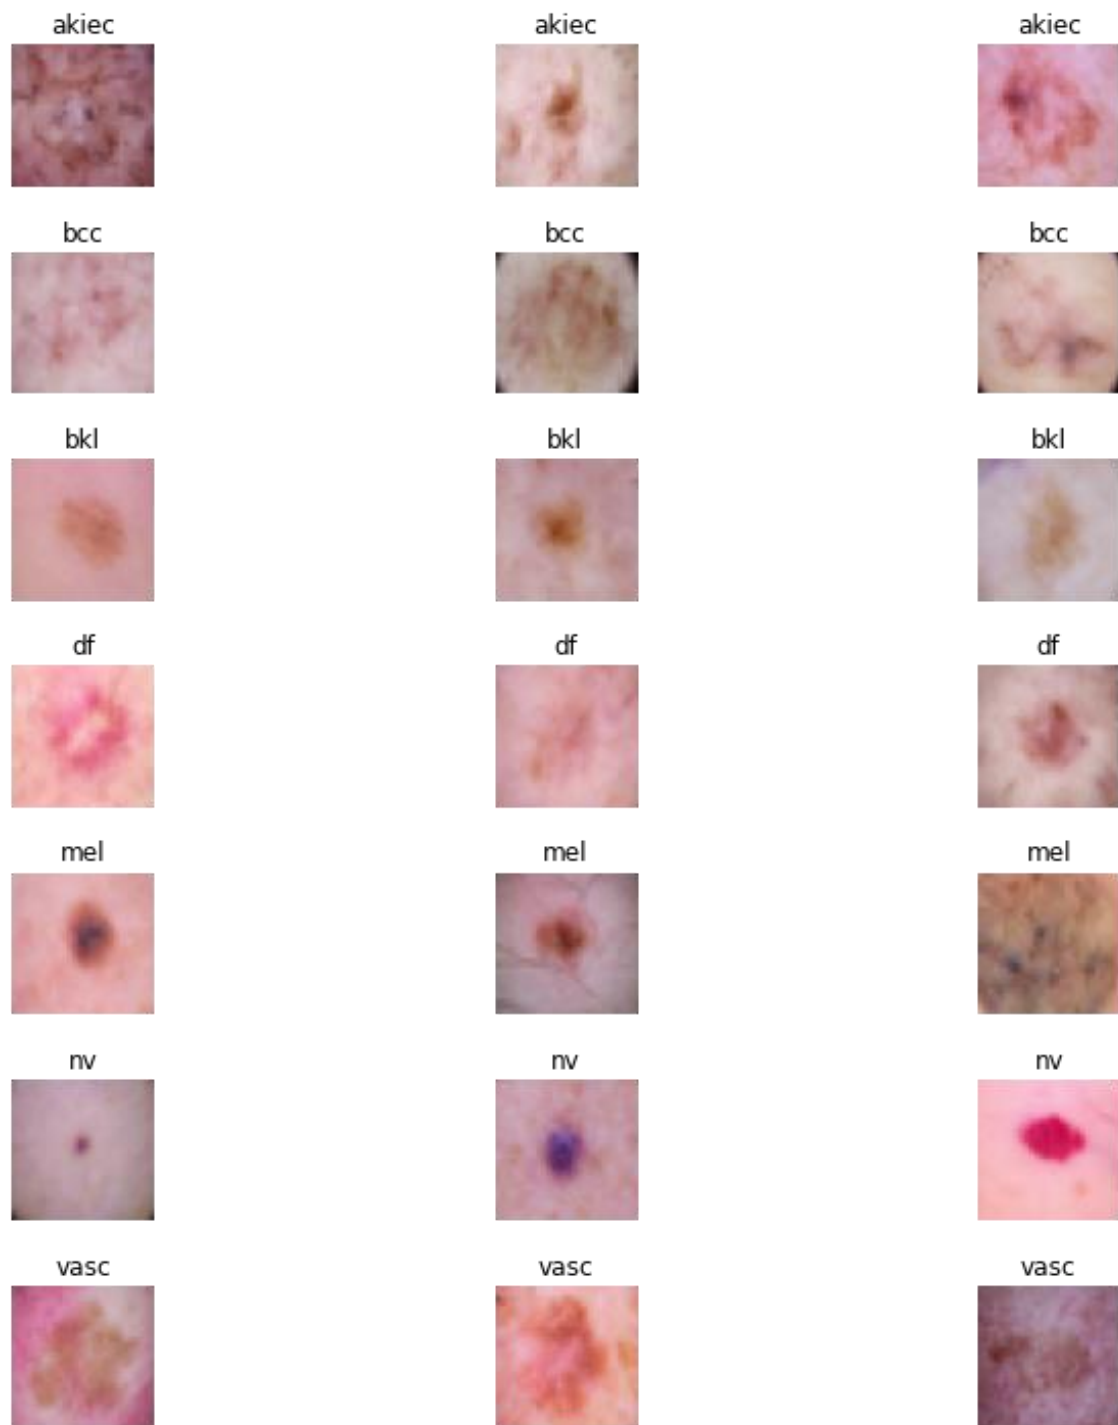 akiec akiec akiec
bcc bcc bcc
bkl bkl bkl
df df df
mel mel mel
nv nv nv
vasc vasc vasc